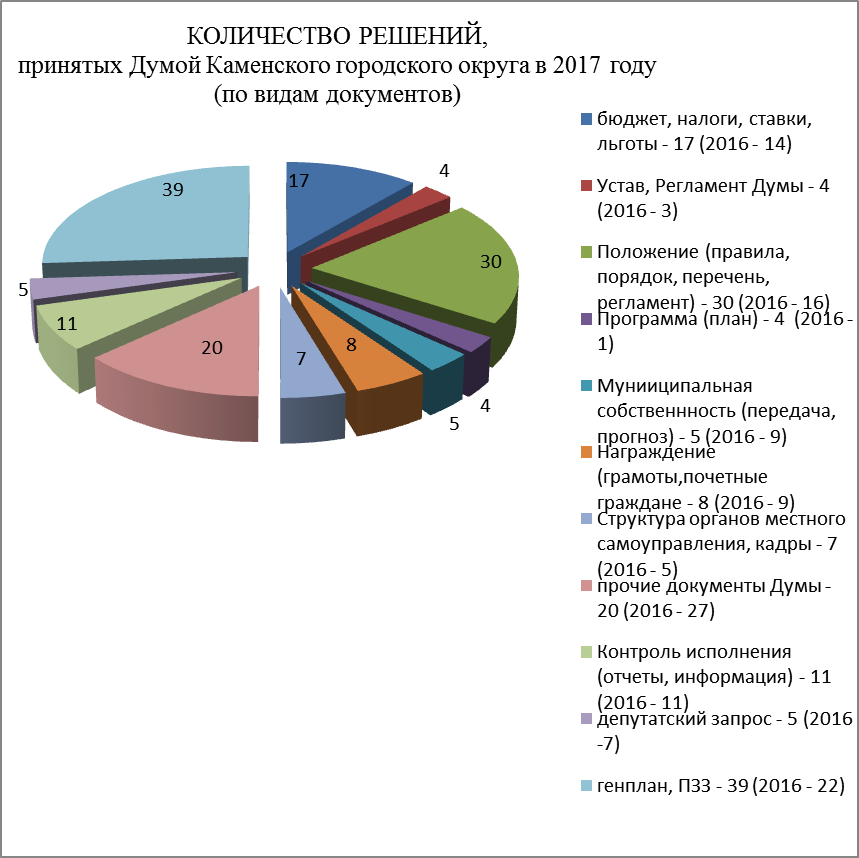 КОЛИЧЕСТВО РЕШЕНИЙ,
принятых Думой Каменского городского округа в 2017 году
(по видам документов)
39
17
4
30
5
11
20
7
8
5
4
бюджет, налоги, ставки,
льготы - 17 (2016 - 14)
Устав, Регламент Думы - 4
(2016 - 3)
Положение (правила,
порядок, перечень,
регламент) - 30 (2016 - 16)
Программа (план) - 4 (2016 -
1)
Мунииципальная
собственнность (передача,
прогноз) - 5 (2016 - 9)
Награждение
(грамоты,почетные
граждане - 8 (2016 - 9)
Структура органов местного
самоуправления, кадры - 7
(2016 - 5)
прочие документы Думы -
20 (2016 - 27)
Контроль исполнения
(отчеты, информация) - 11
(2016 - 11)
депутатский запрос - 5 (2016
-7)
генплан, ПЗЗ - 39 (2016 - 22)